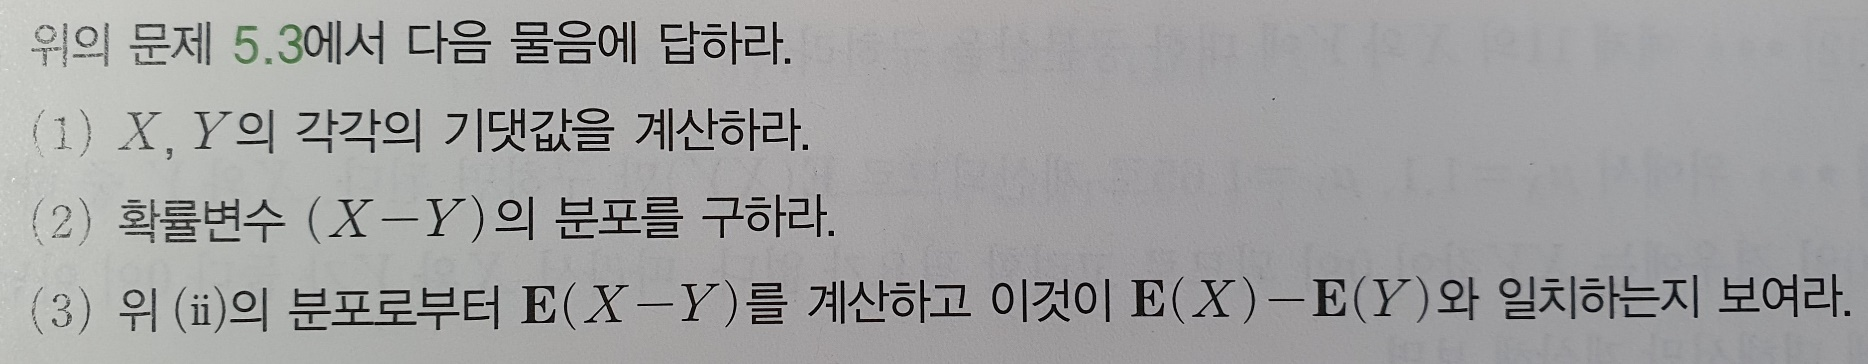 위의 문제 5.3에서 다음 물음에 답하라.
(1) X, Y의 각각의 기댓값을 계산하라.
(2) 확률변수 (X-Y)의 분포를 구하라.
(3) 위 (ii)의 분포로부터 E(X-Y)를 계산하고 이것이 E(X)-E(Y)와 일치하는지 보여라.